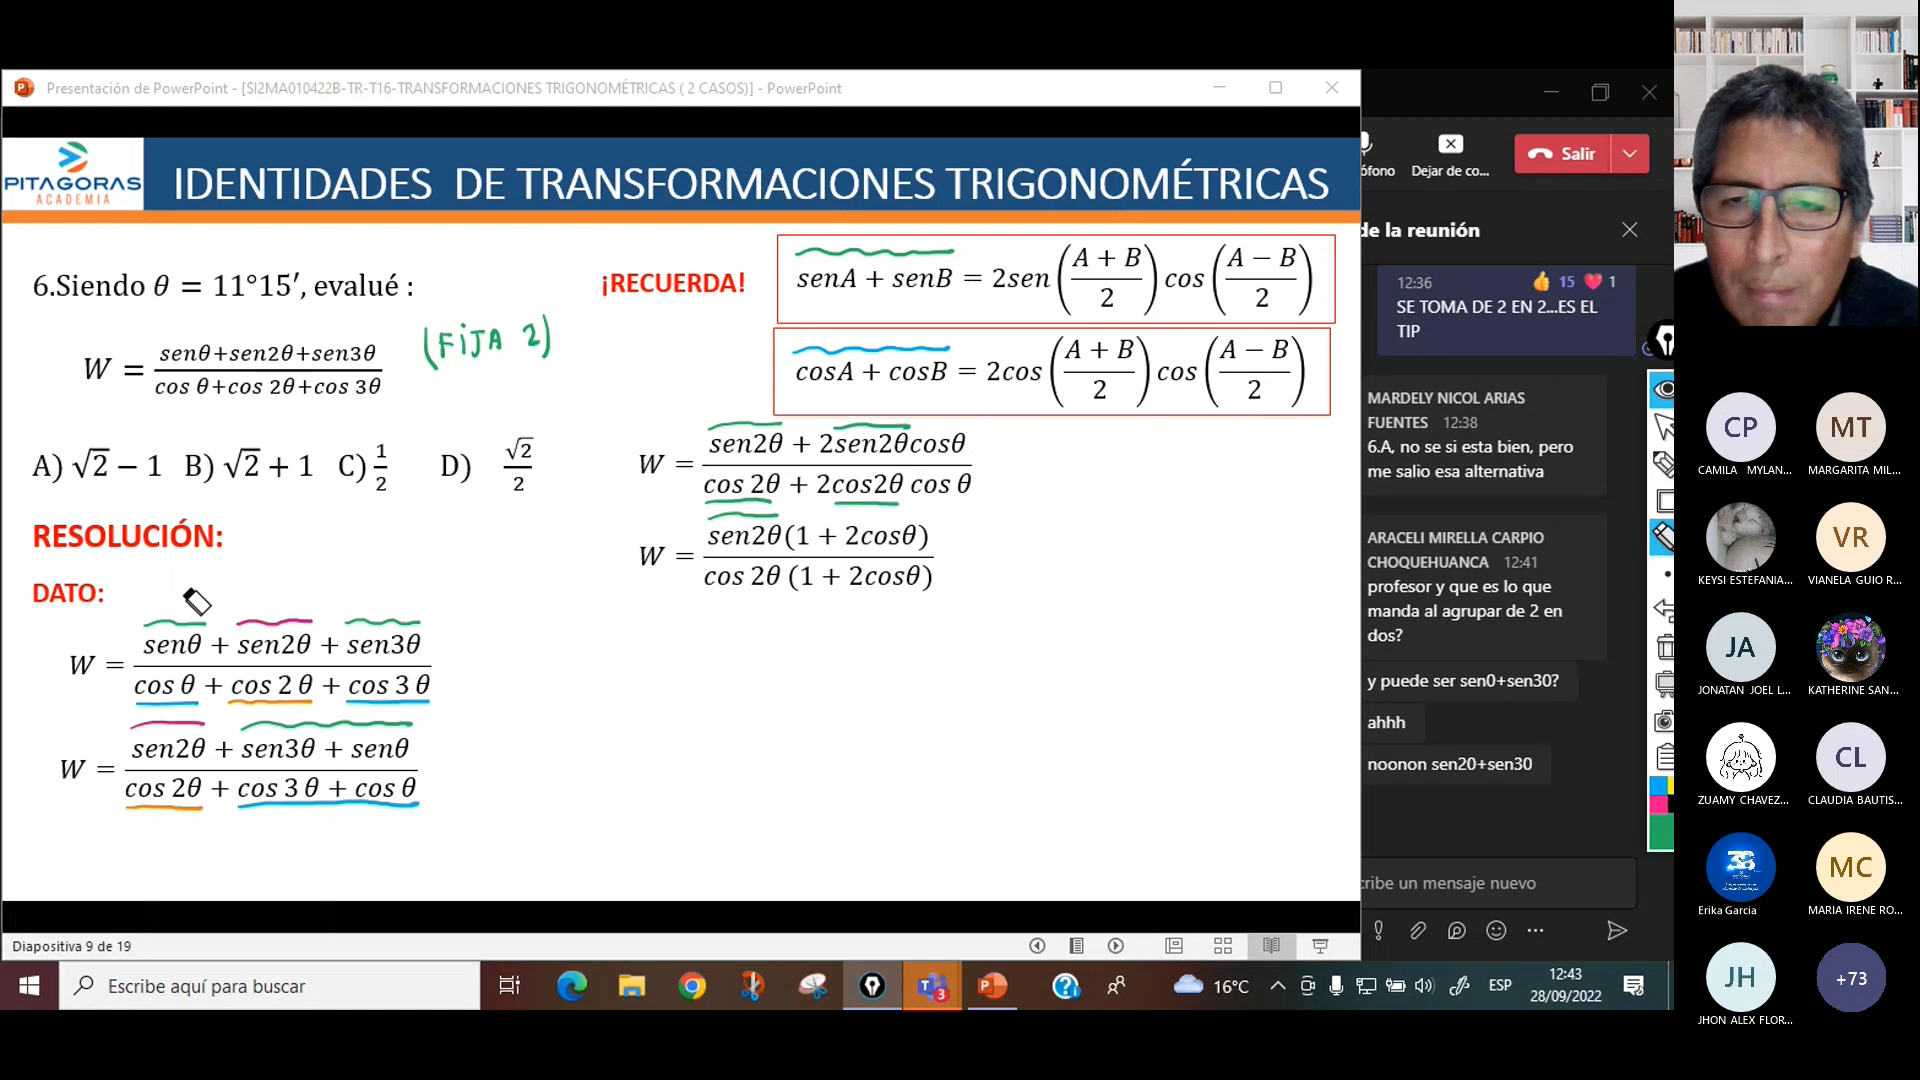 Presentación de PowerPoint - [SI2MA010422B-TR-T16-TRANSFORMACIONES TRIGONOMÉTRICAS ( 2 CASOS)] - PowerPoint
PITAGORAS
ACADEMIA
IDENTIDADES DE TRANSFORMACIONES TRIGONOMÉTRICAS
6.Siendo θ = 11°15′, evalué :
W = (senθ+sen2θ+sen3θ)/(cos θ+cos 2θ+cos 3θ)
(FiJA 2)
A) √2 − 1 B) √2 + 1 C) 1/2 D) √2/2
RESOLUCIÓN:
DATO:
W = (senθ + sen2θ + sen3θ)/(cos θ + cos 2 θ + cos 3 θ)
W = (sen2θ + sen3θ + senθ)/(cos 2θ + cos 3 θ + cos θ)
¡RECUERDA!
senA + senB = 2sen((A + B)/2) cos((A − B)/2)
cosA + cosB = 2cos((A + B)/2) cos((A − B)/2)
W = (sen2θ + 2sen2θcosθ)/(cos 2θ + 2cos2θ cos θ)
W = (sen2θ(1 + 2cosθ))/(cos 2θ (1 + 2cosθ))
Diapositiva 9 de 19
Escribe aquí para buscar
3
16°C
ESP
12:43
28/09/2022
ófono
Dejar de co...
Salir
de la reunión
12:36
15
1
SE TOMA DE 2 EN 2...ES EL
TIP
MARDELY NICOL ARIAS
FUENTES 12:38
6.A, no se si esta bien, pero
me salio esa alternativa
ARACELI MIRELLA CARPIO
CHOQUEHUANCA 12:41
profesor y que es lo que
manda al agrupar de 2 en
dos?
y puede ser sen0+sen30?
ahhh
noonon sen20+sen30
cribe un mensaje nuevo
CP
CAMILA MYLAN...
MT
MARGARITA MIL...
KEYSI ESTEFANIA...
VR
VIANELA GUIO R...
JA
JONATAN JOEL L...
KATHERINE SAN...
ZUAMY CHAVEZ...
CL
CLAUDIA BAUTIS...
Erika Garcia
MC
MARIA IRENE RO...
JH
JHON ALEX FLOR...
+73